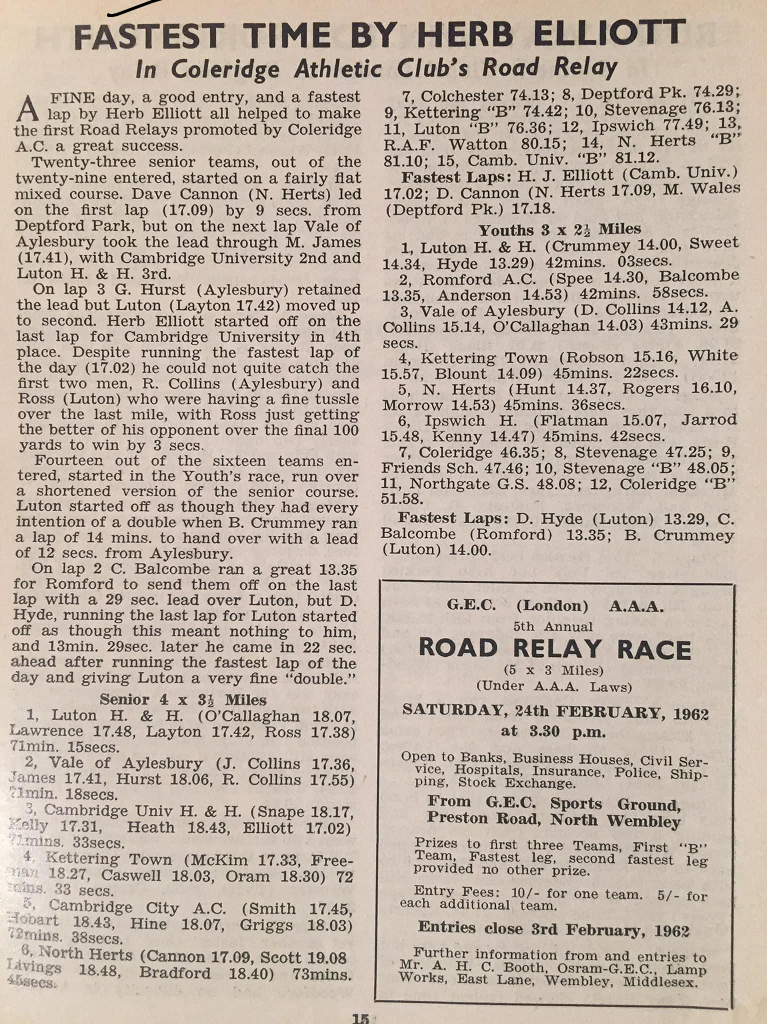 FASTEST TIME BY HERB ELLIOTT
In Coleridge Athletic Club's Road Relay
A FINE day, a good entry, and a fastest
lap by Herb Elliott all helped to make
the first Road Relays promoted by Coleridge
A.C. a great success.
Twenty-three senior teams, out of the
twenty-nine entered, started on a fairly flat
mixed course. Dave Cannon (N. Herts) led
on the first lap (17.09) by 9 secs. from
Deptford Park, but on the next lap Vale of
Aylesbury took the lead through M. James
(17.41), with Cambridge University 2nd and
Luton H. & H. 3rd.
On lap 3 G. Hurst (Aylesbury) retained
the lead but Luton (Layton 17.42) moved up
to second. Herb Elliott started off on the
last lap for Cambridge University in 4th
place. Despite running the fastest lap of
the day (17.02) he could not quite catch the
first two men, R. Collins (Aylesbury) and
Ross (Luton) who were having a fine tussle
over the last mile, with Ross just getting
the better of his opponent over the final 100
yards to win by 3 secs.
Fourteen out of the sixteen teams en-
tered, started in the Youth's race, run over
a shortened version of the senior course.
Luton started off as though they had every
intention of a double when B. Crummey ran
a lap of 14 mins. to hand over with a lead
of 12 secs. from Aylesbury.
On lap 2 C. Balcombe ran a great 13.35
for Romford to send them off on the last
lap with a 29 sec. lead over Luton, but D.
Hyde, running the last lap for Luton started
off as though this meant nothing to him,
and 13min. 29sec. later he came in 22 sec.
ahead after running the fastest lap of the
day and giving Luton a very fine "double."
Senior 4 x 3½ Miles
1, Luton H. & H. (O'Callaghan 18.07,
Lawrence 17.48, Layton 17.42, Ross 17.38)
71min. 15secs.
2, Vale of Aylesbury (J. Collins 17.36,
James 17.41, Hurst 18.06, R. Collins 17.55)
71min. 18secs.
3, Cambridge Univ H. & H. (Snape 18.17,
Kelly 17.31, Heath 18.43, Elliott 17.02)
71mins. 33secs.
4, Kettering Town (McKim 17.33, Free-
man 18.27, Caswell 18.03, Oram 18.30) 72
mins. 33 secs.
5, Cambridge City A.C. (Smith 17.45,
Hobart 18.43, Hine 18.07, Griggs 18.03)
72mins. 38secs.
6, North Herts (Cannon 17.09, Scott 19.08
Livings 18.48, Bradford 18.40) 73mins.
45secs.
7, Colchester 74.13; 8, Deptford Pk. 74.29;
9, Kettering "B" 74.42; 10, Stevenage 76.13;
11, Luton "B" 76.36; 12, Ipswich 77.49; 13,
R.A.F. Watton 80.15; 14, N. Herts "B"
81.10; 15, Camb. Univ. "B" 81.12.
Fastest Laps: H. J. Elliott (Camb. Univ.)
17.02; D. Cannon (N. Herts 17.09, M. Wales
(Deptford Pk.) 17.18.
Youths 3 x 2½ Miles
1, Luton H. & H. (Crummey 14.00, Sweet
14.34, Hyde 13.29) 42mins. 03secs.
2, Romford A.C. (Spee 14.30, Balcombe
13.35, Anderson 14.53) 42mins. 58secs.
3, Vale of Aylesbury (D. Collins 14.12, A.
Collins 15.14, O'Callaghan 14.03) 43mins. 29
secs.
4, Kettering Town (Robson 15.16, White
15.57, Blount 14.09) 45mins. 22secs.
5, N. Herts (Hunt 14.37, Rogers 16.10,
Morrow 14.53) 45mins. 36secs.
6, Ipswich H. (Flatman 15.07, Jarrod
15.48, Kenny 14.47) 45mins. 42secs.
7, Coleridge 46.35; 8, Stevenage 47.25; 9,
Friends Sch. 47.46; 10, Stevenage "B" 48.05;
11, Northgate G.S. 48.08; 12, Coleridge "B"
51.58.
Fastest Laps: D. Hyde (Luton) 13.29, C.
Balcombe (Romford) 13.35; B. Crummey
(Luton) 14.00.
G.E.C. (London) A.A.A.
5th Annual
ROAD RELAY RACE
(5 x 3 Miles)
(Under A.A.A. Laws)
SATURDAY, 24th FEBRUARY, 1962
at 3.30 p.m.
Open to Banks, Business Houses, Civil Ser-
vice, Hospitals, Insurance, Police, Ship-
ping, Stock Exchange.
From G.E.C. Sports Ground,
Preston Road, North Wembley
Prizes to first three Teams, First "B"
Team, Fastest leg, second fastest leg
provided no other prize.
Entry Fees: 10/- for one team. 5/- for
each additional team.
Entries close 3rd February, 1962
Further information from and entries to
Mr. A. H. C. Booth, Osram-G.E.C., Lamp
Works, East Lane, Wembley, Middlesex.
15